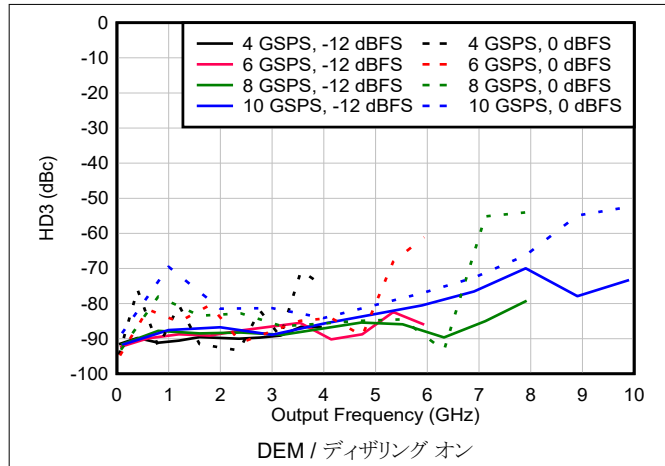 0
-10
-20
-30
-40
-50
-60
-70
-80
-90
-100
HD3 (dBc)
4 GSPS, -12 dBFS
6 GSPS, -12 dBFS
8 GSPS, -12 dBFS
10 GSPS, -12 dBFS
4 GSPS, 0 dBFS
6 GSPS, 0 dBFS
8 GSPS, 0 dBFS
10 GSPS, 0 dBFS
0 1 2 3 4 5 6 7 8 9 10
Output Frequency (GHz)
DEM / ディザリング オン